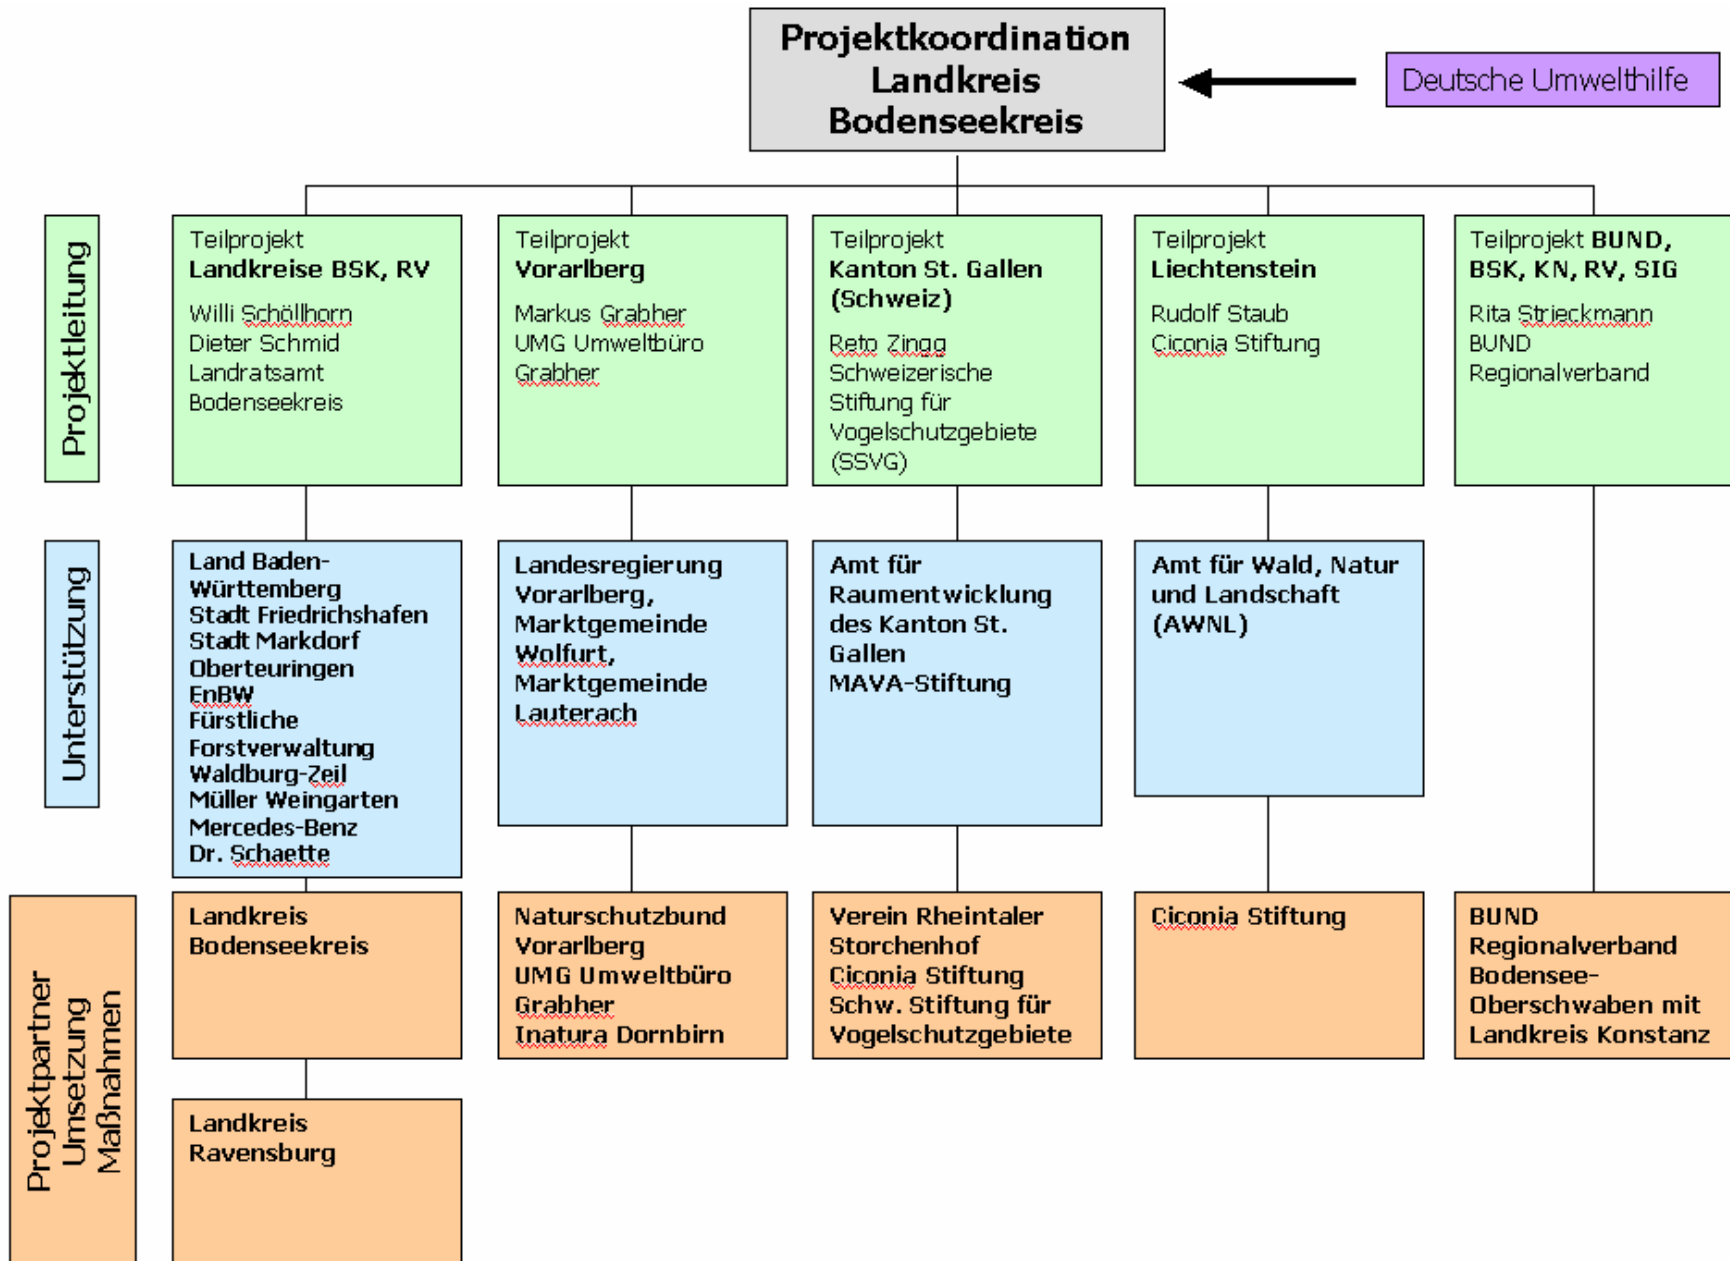 Projektkoordination
Landkreis
Bodenseekreis
Deutsche Umwelthilfe
Projektleitung
Teilprojekt
Landkreise BSK, RV
Willi Schöllhorn
Dieter Schmid
Landratsamt
Bodenseekreis
Teilprojekt
Vorarlberg
Markus Grabher
UMG Umweltbüro
Grabher
Teilprojekt
Kanton St. Gallen
(Schweiz)
Reto Zingg
Schweizerische
Stiftung für
Vogelschutzgebiete
(SSVG)
Teilprojekt
Liechtenstein
Rudolf Staub
Ciconia Stiftung
Teilprojekt BUND,
BSK, KN, RV, SIG
Rita Strieckmann
BUND
Regionalverband
Unterstützung
Land Baden-
Württemberg
Stadt Friedrichshafen
Stadt Markdorf
Oberteuringen
EnBW
Fürstliche
Forstverwaltung
Waldburg-Zeil
Müller Weingarten
Mercedes-Benz
Dr. Schaette
Landesregierung
Vorarlberg,
Marktgemeinde
Wolfurt,
Marktgemeinde
Lauterach
Amt für
Raumentwicklung
des Kanton St.
Gallen
MAVA-Stiftung
Amt für Wald, Natur
und Landschaft
(AWNL)
Projektpartner
Umsetzung
Maßnahmen
Landkreis
Bodenseekreis
Naturschutzbund
Vorarlberg
UMG Umweltbüro
Grabher
Inatura Dornbirn
Verein Rheintaler
Storchenhof
Ciconia Stiftung
Schw. Stiftung für
Vogelschutzgebiete
Ciconia Stiftung
BUND
Regionalverband
Bodensee-
Oberschwaben mit
Landkreis Konstanz
Landkreis
Ravensburg